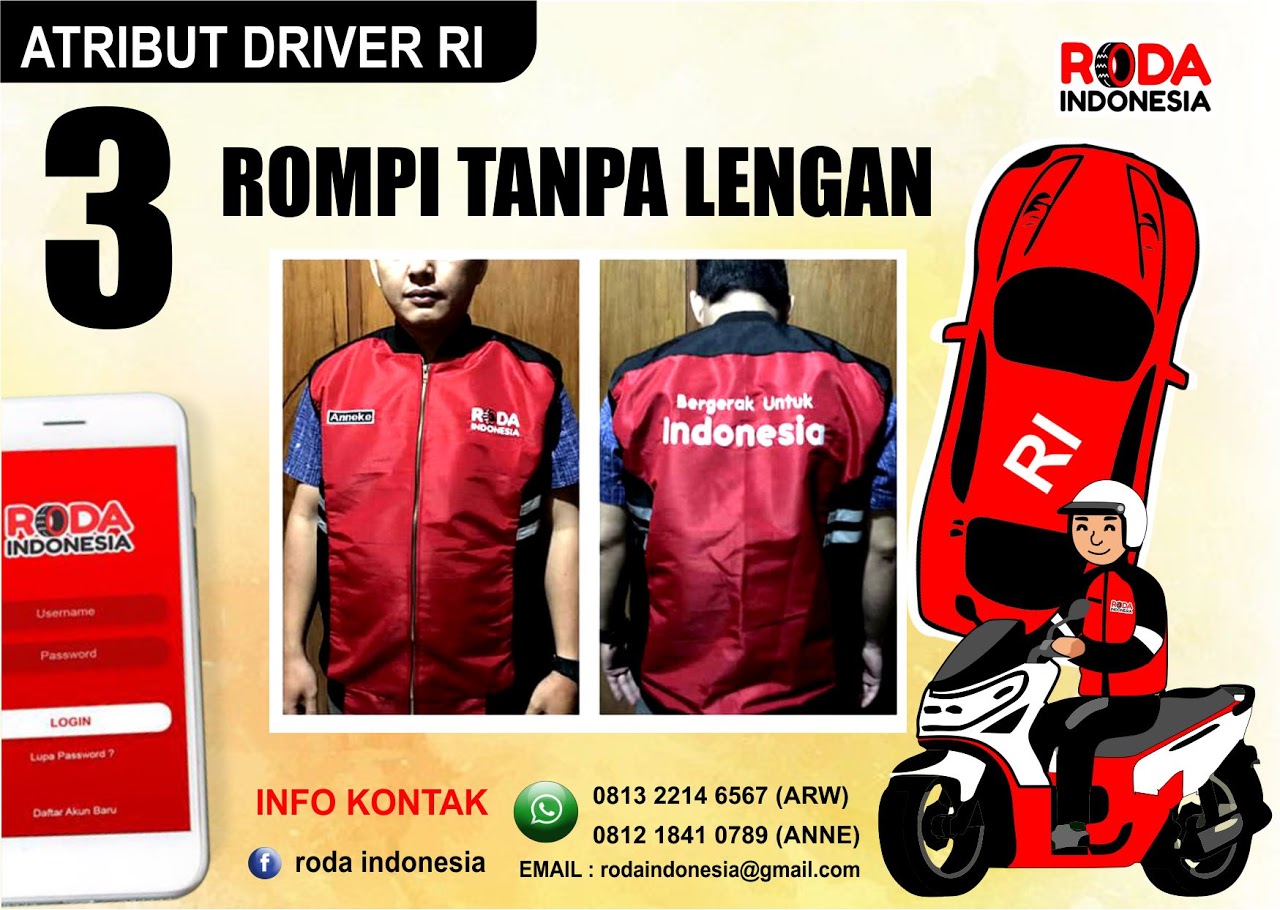 ATRIBUT DRIVER RI
RODA
INDONESIA
3
ROMPI TANPA LENGAN
Anneke
RODA
INDONESIA
Bergerak Untuk
Indonesia
RI
RODA
INDONESIA
RODA
INDONESIA
Username
Password
LOGIN
Lupa Password ?
Daftar Akun Baru
INFO KONTAK
roda indonesia
0813 2214 6567 (ARW)
0812 1841 0789 (ANNE)
EMAIL : rodaindonesia@gmail.com